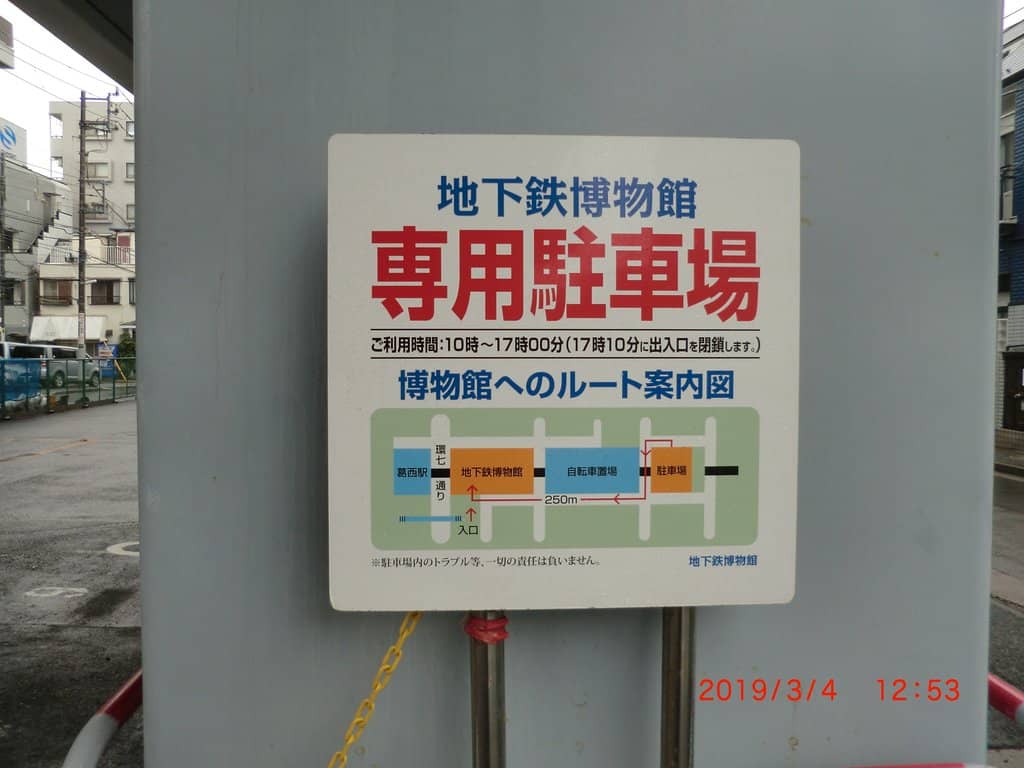 地下鉄博物館
専用駐車場
ご利用時間:10時~17時00分(17時10分に出入口を閉鎖します。)
博物館へのルート案内図
葛西駅
環七
通り
地下鉄博物館
自転車置場
駐車場
250m
入口
※駐車場内のトラブル等、一切の責任は負いません。
地下鉄博物館
2019/3/4 12:53